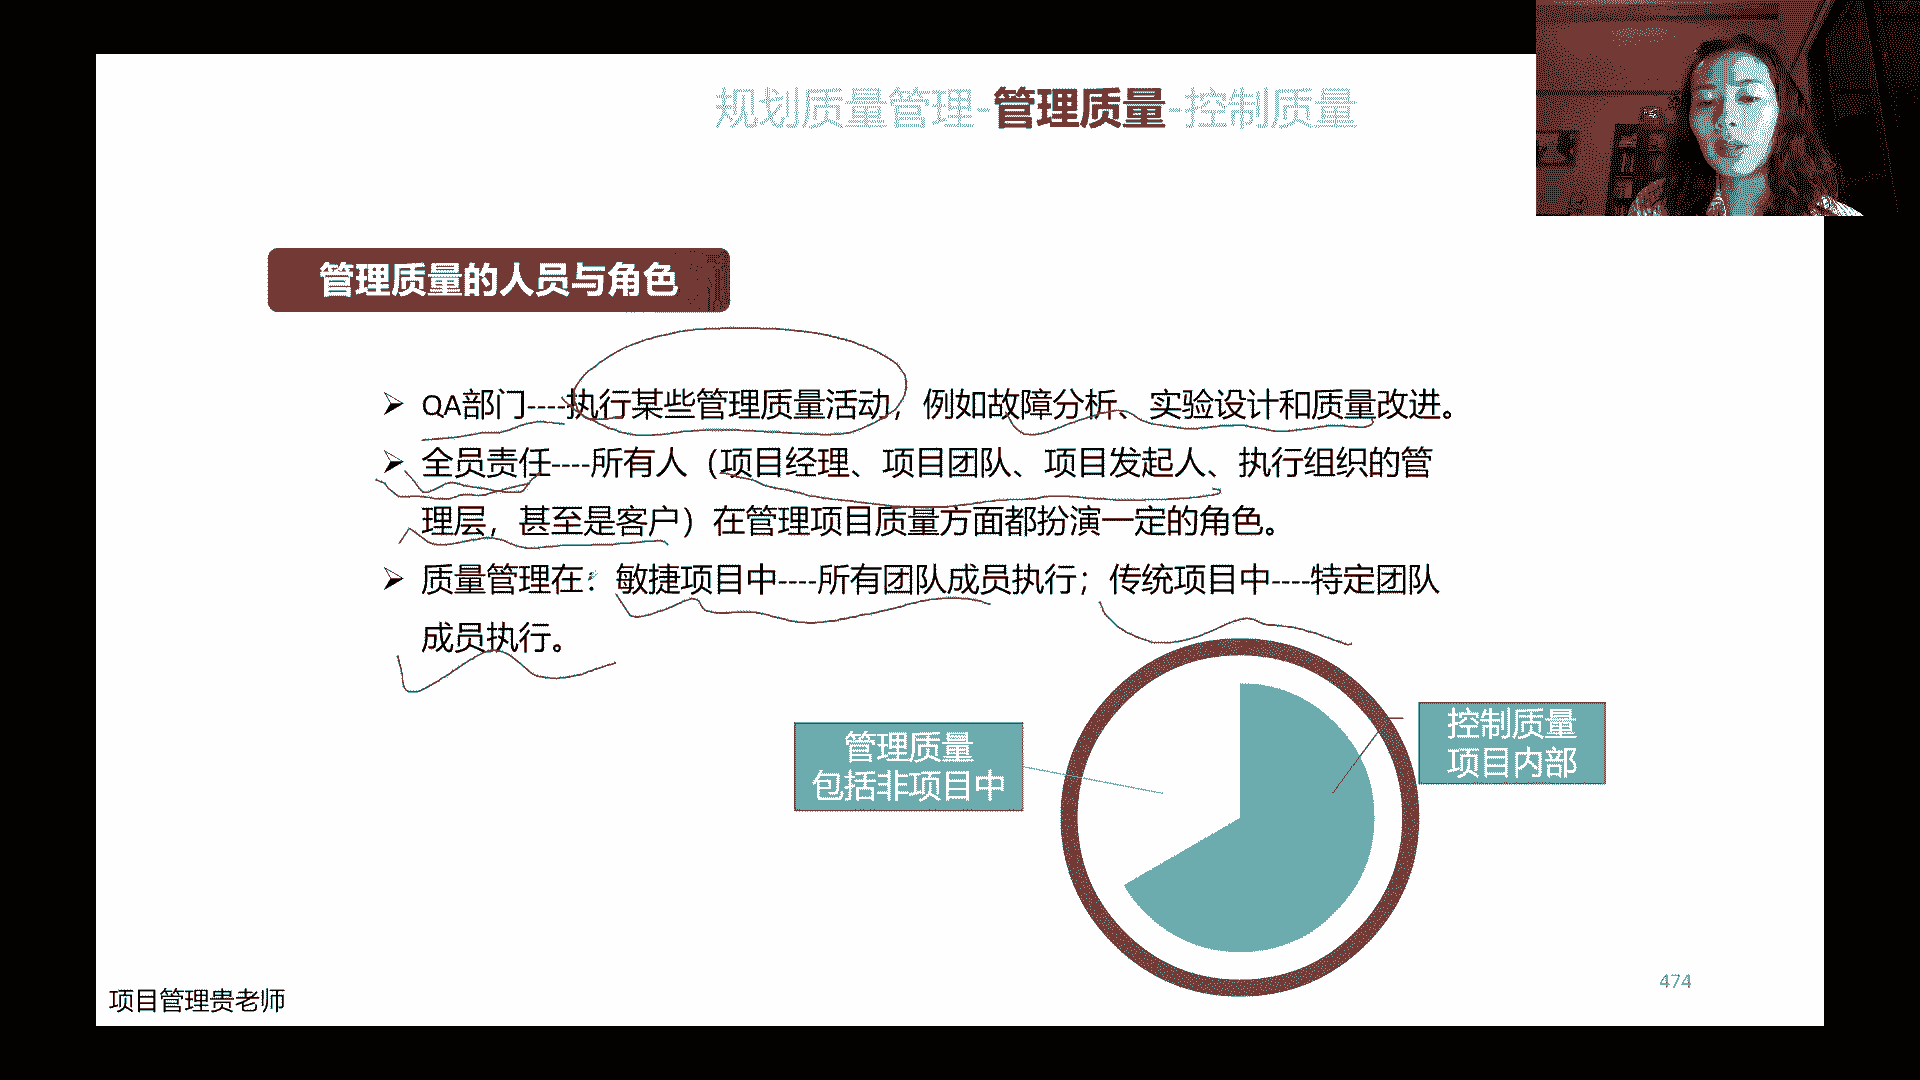 规划质量管理-管理质量-控制质量
管理质量的人员与角色
➢ QA部门----执行某些管理质量活动，例如故障分析、实验设计和质量改进。
➢ 全员责任----所有人（项目经理、项目团队、项目发起人、执行组织的管
理层，甚至是客户）在管理项目质量方面都扮演一定的角色。
➢ 质量管理在：敏捷项目中----所有团队成员执行；传统项目中----特定团队
成员执行。
管理质量
包括非项目中
控制质量
项目内部
474
项目管理贵老师